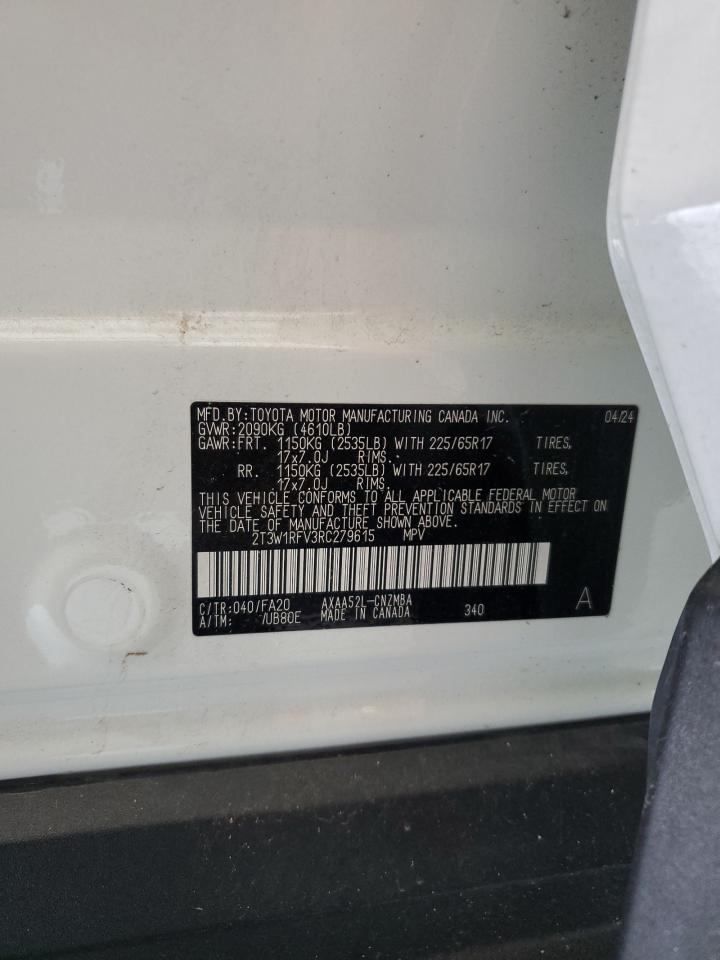 MFD.BY:TOYOTA MOTOR MANUFACTURING CANADA INC. 04/24
GVWR:2090KG (4610LB)
GAWR:FRT. 1150KG (2535LB) WITH 225/65R17 TIRES,
17x7.0J RIMS.
RR. 1150KG (2535LB) WITH 225/65R17 TIRES,
17x7.0J RIMS.
THIS VEHICLE CONFORMS TO ALL APPLICABLE FEDERAL MOTOR
VEHICLE SAFETY AND THEFT PREVENTION STANDARDS IN EFFECT ON
THE DATE OF MANUFACTURE SHOWN ABOVE.
2T3W1RFV3RC279615 MPV
C/TR:040/FA20 AXAA52L-CNZMBA
A/TM: /UB80E MADE IN CANADA 340 A